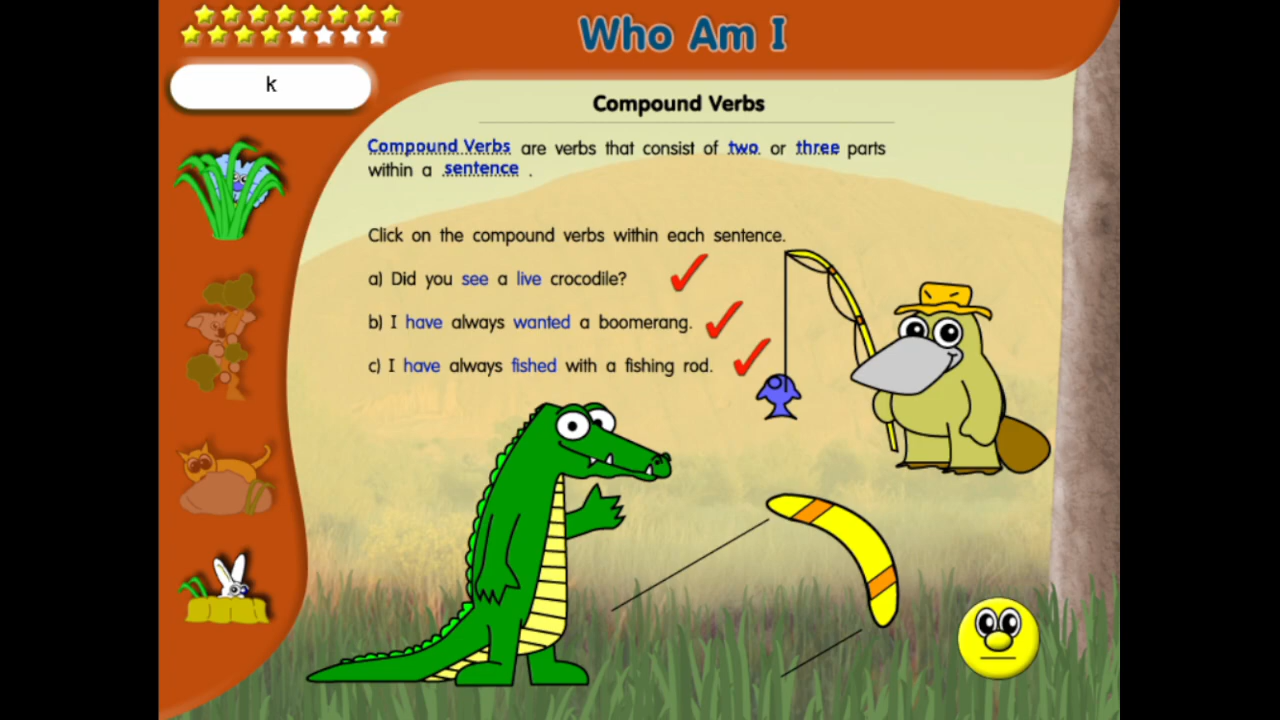 Who Am I
k
Compound Verbs
Compound Verbs are verbs that consist of two or three parts
within a sentence .
Click on the compound verbs within each sentence.
a) Did you see a live crocodile?
b) I have always wanted a boomerang.
c) I have always fished with a fishing rod.